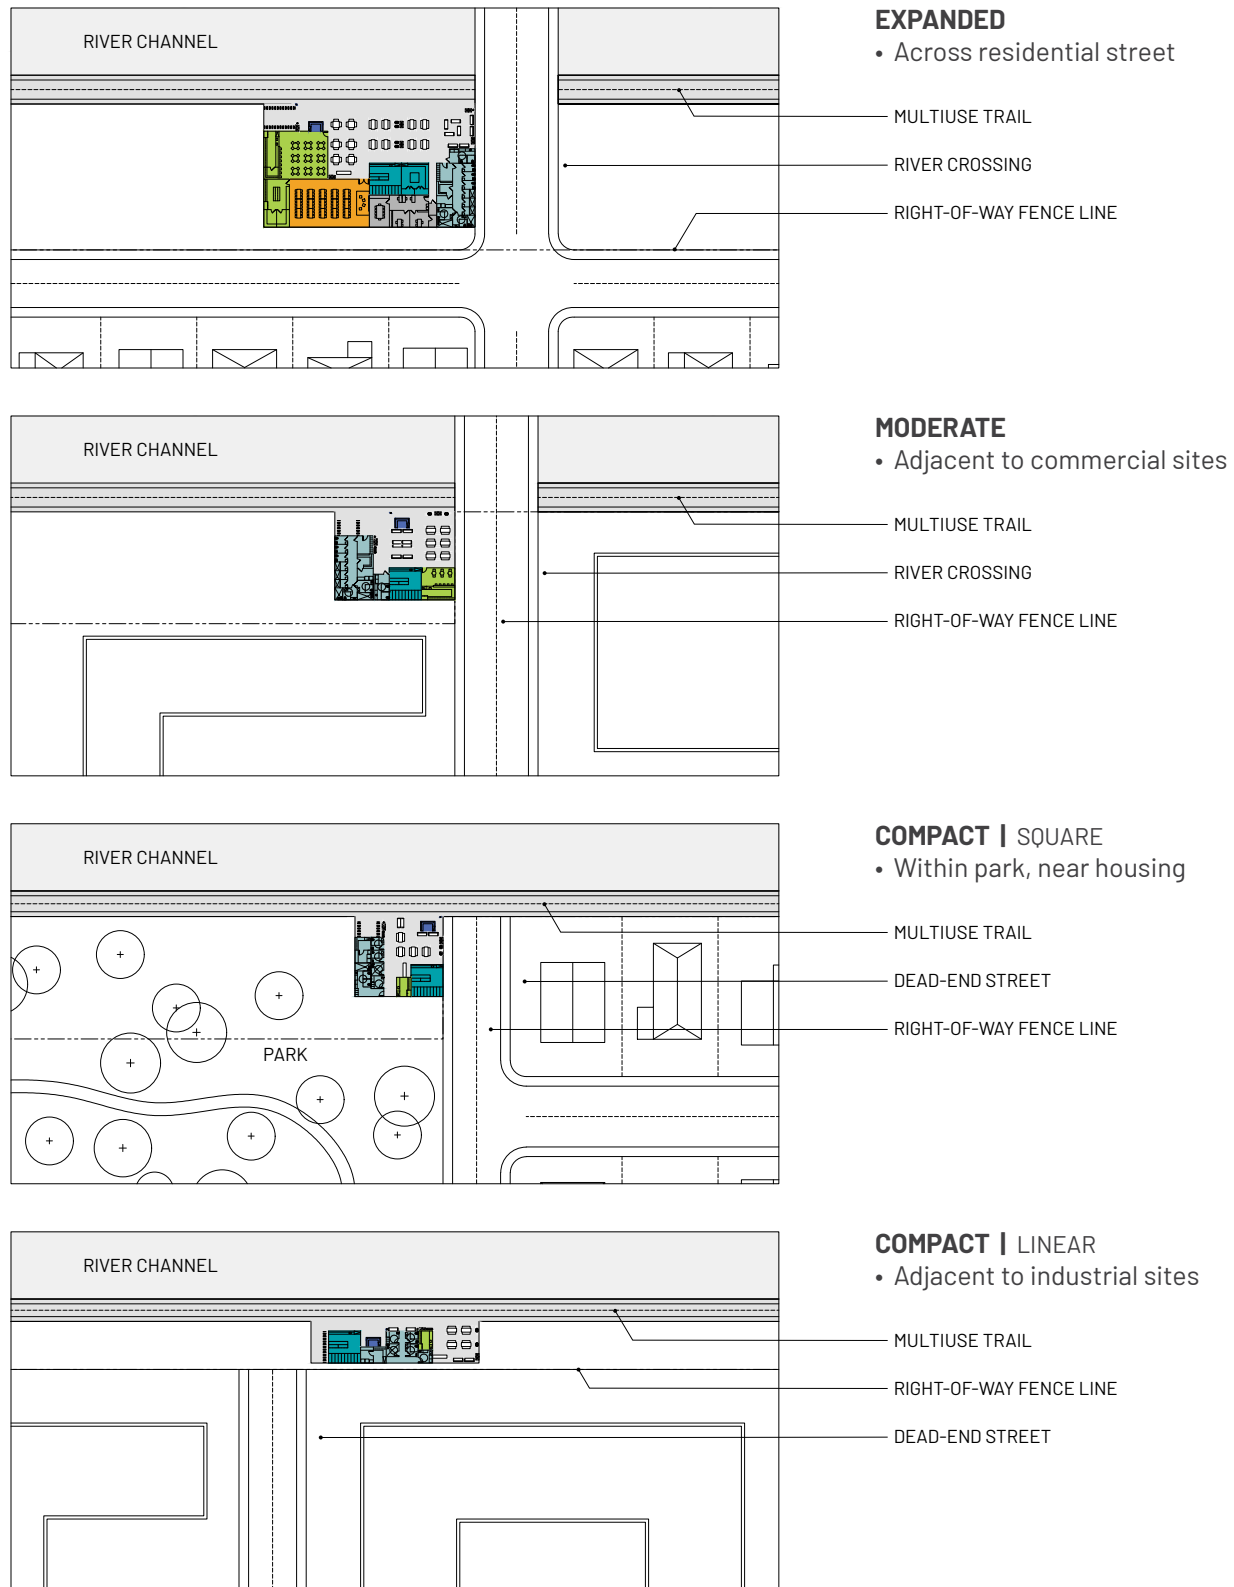 RIVER CHANNEL
EXPANDED
• Across residential street
MULTIUSE TRAIL
RIVER CROSSING
RIGHT-OF-WAY FENCE LINE
RIVER CHANNEL
MODERATE
• Adjacent to commercial sites
MULTIUSE TRAIL
RIVER CROSSING
RIGHT-OF-WAY FENCE LINE
RIVER CHANNEL
PARK
COMPACT | SQUARE
• Within park, near housing
MULTIUSE TRAIL
DEAD-END STREET
RIGHT-OF-WAY FENCE LINE
RIVER CHANNEL
COMPACT | LINEAR
• Adjacent to industrial sites
MULTIUSE TRAIL
RIGHT-OF-WAY FENCE LINE
DEAD-END STREET